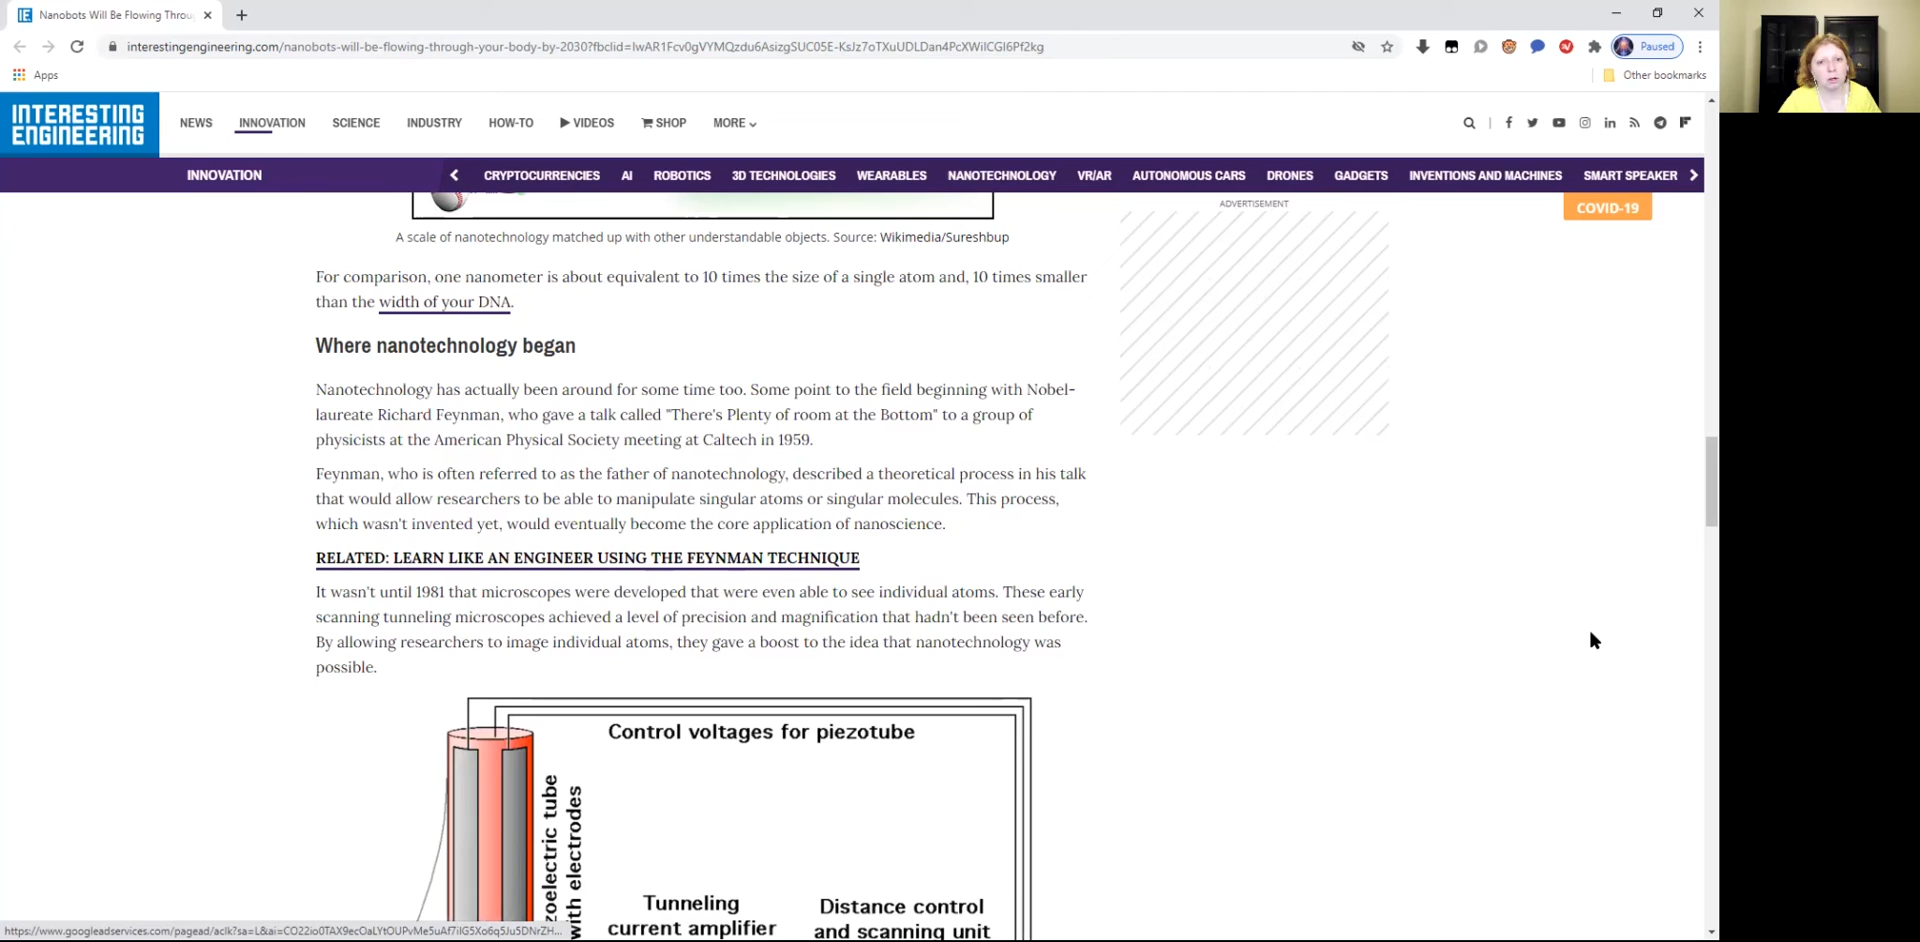 Nanobots Will Be Flowing Throu
interestingengineering.com/nanobots-will-be-flowing-through-your-body-by-2030?fbclid=IwAR1Fcv0gVYMQzdu6AsizgSUC05E-KsJz7oTXuUDLDan4PcXWilCGI6Pf2kg
Paused
Apps
Other bookmarks
INTERESTING
ENGINEERING
NEWS INNOVATION SCIENCE INDUSTRY HOW-TO VIDEOS SHOP MORE
INNOVATION CRYPTOCURRENCIES AI ROBOTICS 3D TECHNOLOGIES WEARABLES NANOTECHNOLOGY VR/AR AUTONOMOUS CARS DRONES GADGETS INVENTIONS AND MACHINES SMART SPEAKER
ADVERTISEMENT
COVID-19
A scale of nanotechnology matched up with other understandable objects. Source: Wikimedia/Sureshbup
For comparison, one nanometer is about equivalent to 10 times the size of a single atom and, 10 times smaller
than the width of your DNA.
Where nanotechnology began
Nanotechnology has actually been around for some time too. Some point to the field beginning with Nobel-
laureate Richard Feynman, who gave a talk called "There's Plenty of room at the Bottom" to a group of
physicists at the American Physical Society meeting at Caltech in 1959.
Feynman, who is often referred to as the father of nanotechnology, described a theoretical process in his talk
that would allow researchers to be able to manipulate singular atoms or singular molecules. This process,
which wasn't invented yet, would eventually become the core application of nanoscience.
RELATED: LEARN LIKE AN ENGINEER USING THE FEYNMAN TECHNIQUE
It wasn't until 1981 that microscopes were developed that were even able to see individual atoms. These early
scanning tunneling microscopes achieved a level of precision and magnification that hadn't been seen before.
By allowing researchers to image individual atoms, they gave a boost to the idea that nanotechnology was
possible.
Control voltages for piezotube
zoelectric tube
with electrodes
Tunneling
current amplifier
Distance control
and scanning unit
https://www.googleadservices.com/pagead/aclk?sa=L&ai=CO22io0TAX9ecOaLYtOUPvMe5uAf7iIG5Xo6q5Ju5DNrZH...